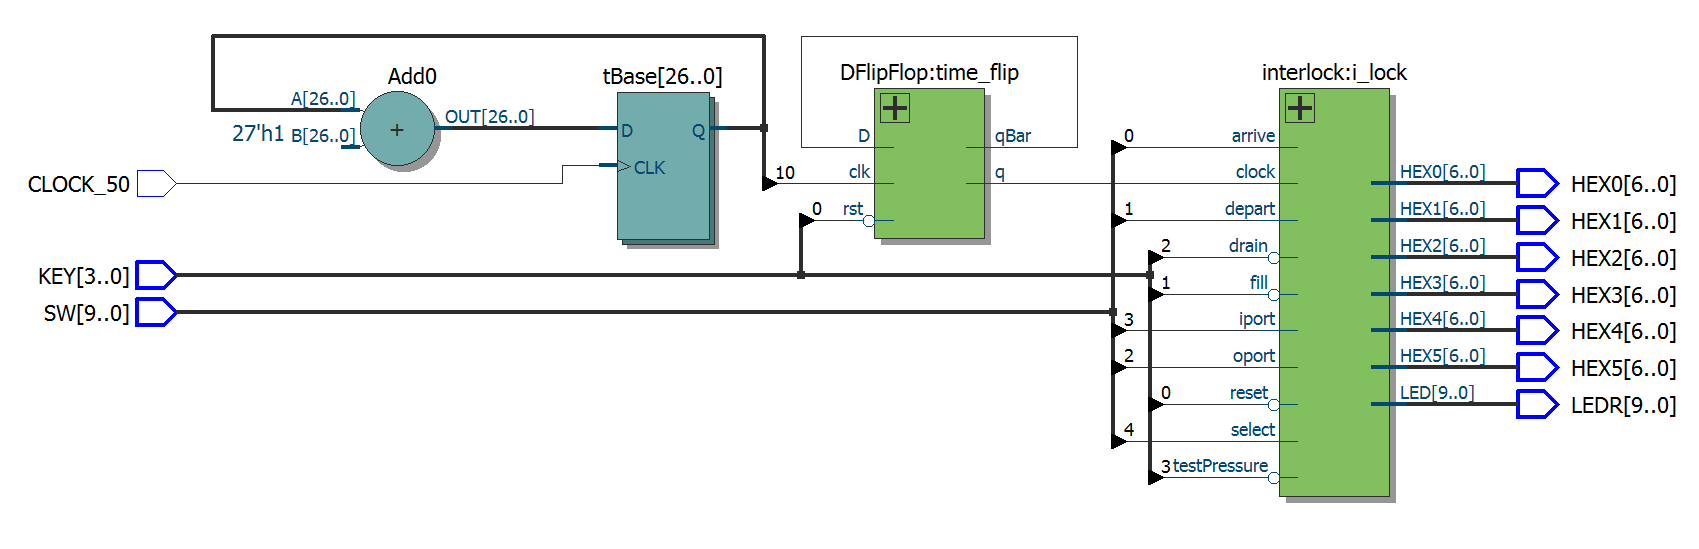 Add0
A[26..0]
27'h1 B[26..0]
+
OUT[26..0]
CLOCK_50
KEY[3..0]
SW[9..0]
tBase[26..0]
D
Q
CLK
10
0
DFlipFlop:time_flip
D
clk
rst
qBar
q
interlock:i_lock
0 arrive
clock
1 depart
2 drain
1 fill
3 iport
2 oport
0 reset
4 select
3 testPressure
HEX0[6..0] HEX0[6..0]
HEX1[6..0] HEX1[6..0]
HEX2[6..0] HEX2[6..0]
HEX3[6..0] HEX3[6..0]
HEX4[6..0] HEX4[6..0]
HEX5[6..0] HEX5[6..0]
LED[9..0] LEDR[9..0]